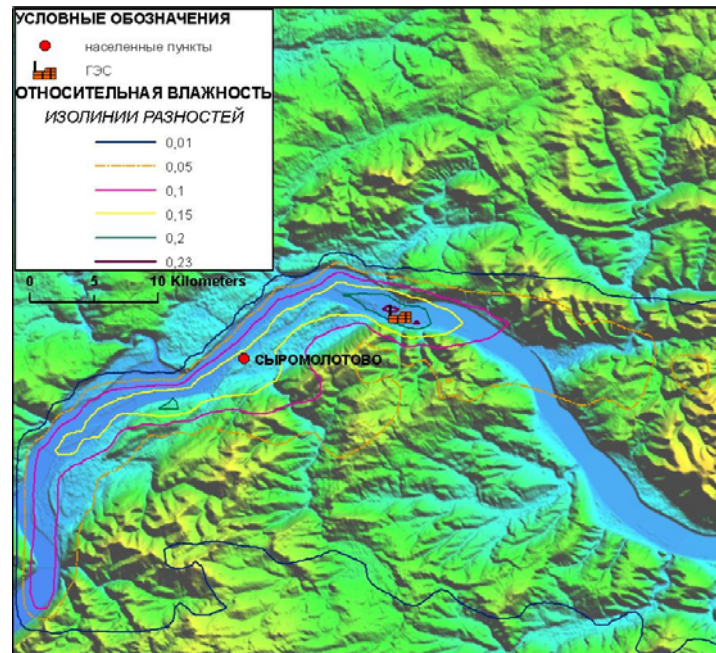 УСЛОВНЫЕ ОБОЗНАЧЕНИЯ
населенные пункты
ГЭС
ОТНОСИТЕЛЬНАЯ ВЛАЖНОСТЬ
ИЗОЛИНИИ РАЗНОСТЕЙ
0,01
0,05
0,1
0,15
0,2
0,23
0 5 10 Kilometers
СЫРОМОЛОТОВО